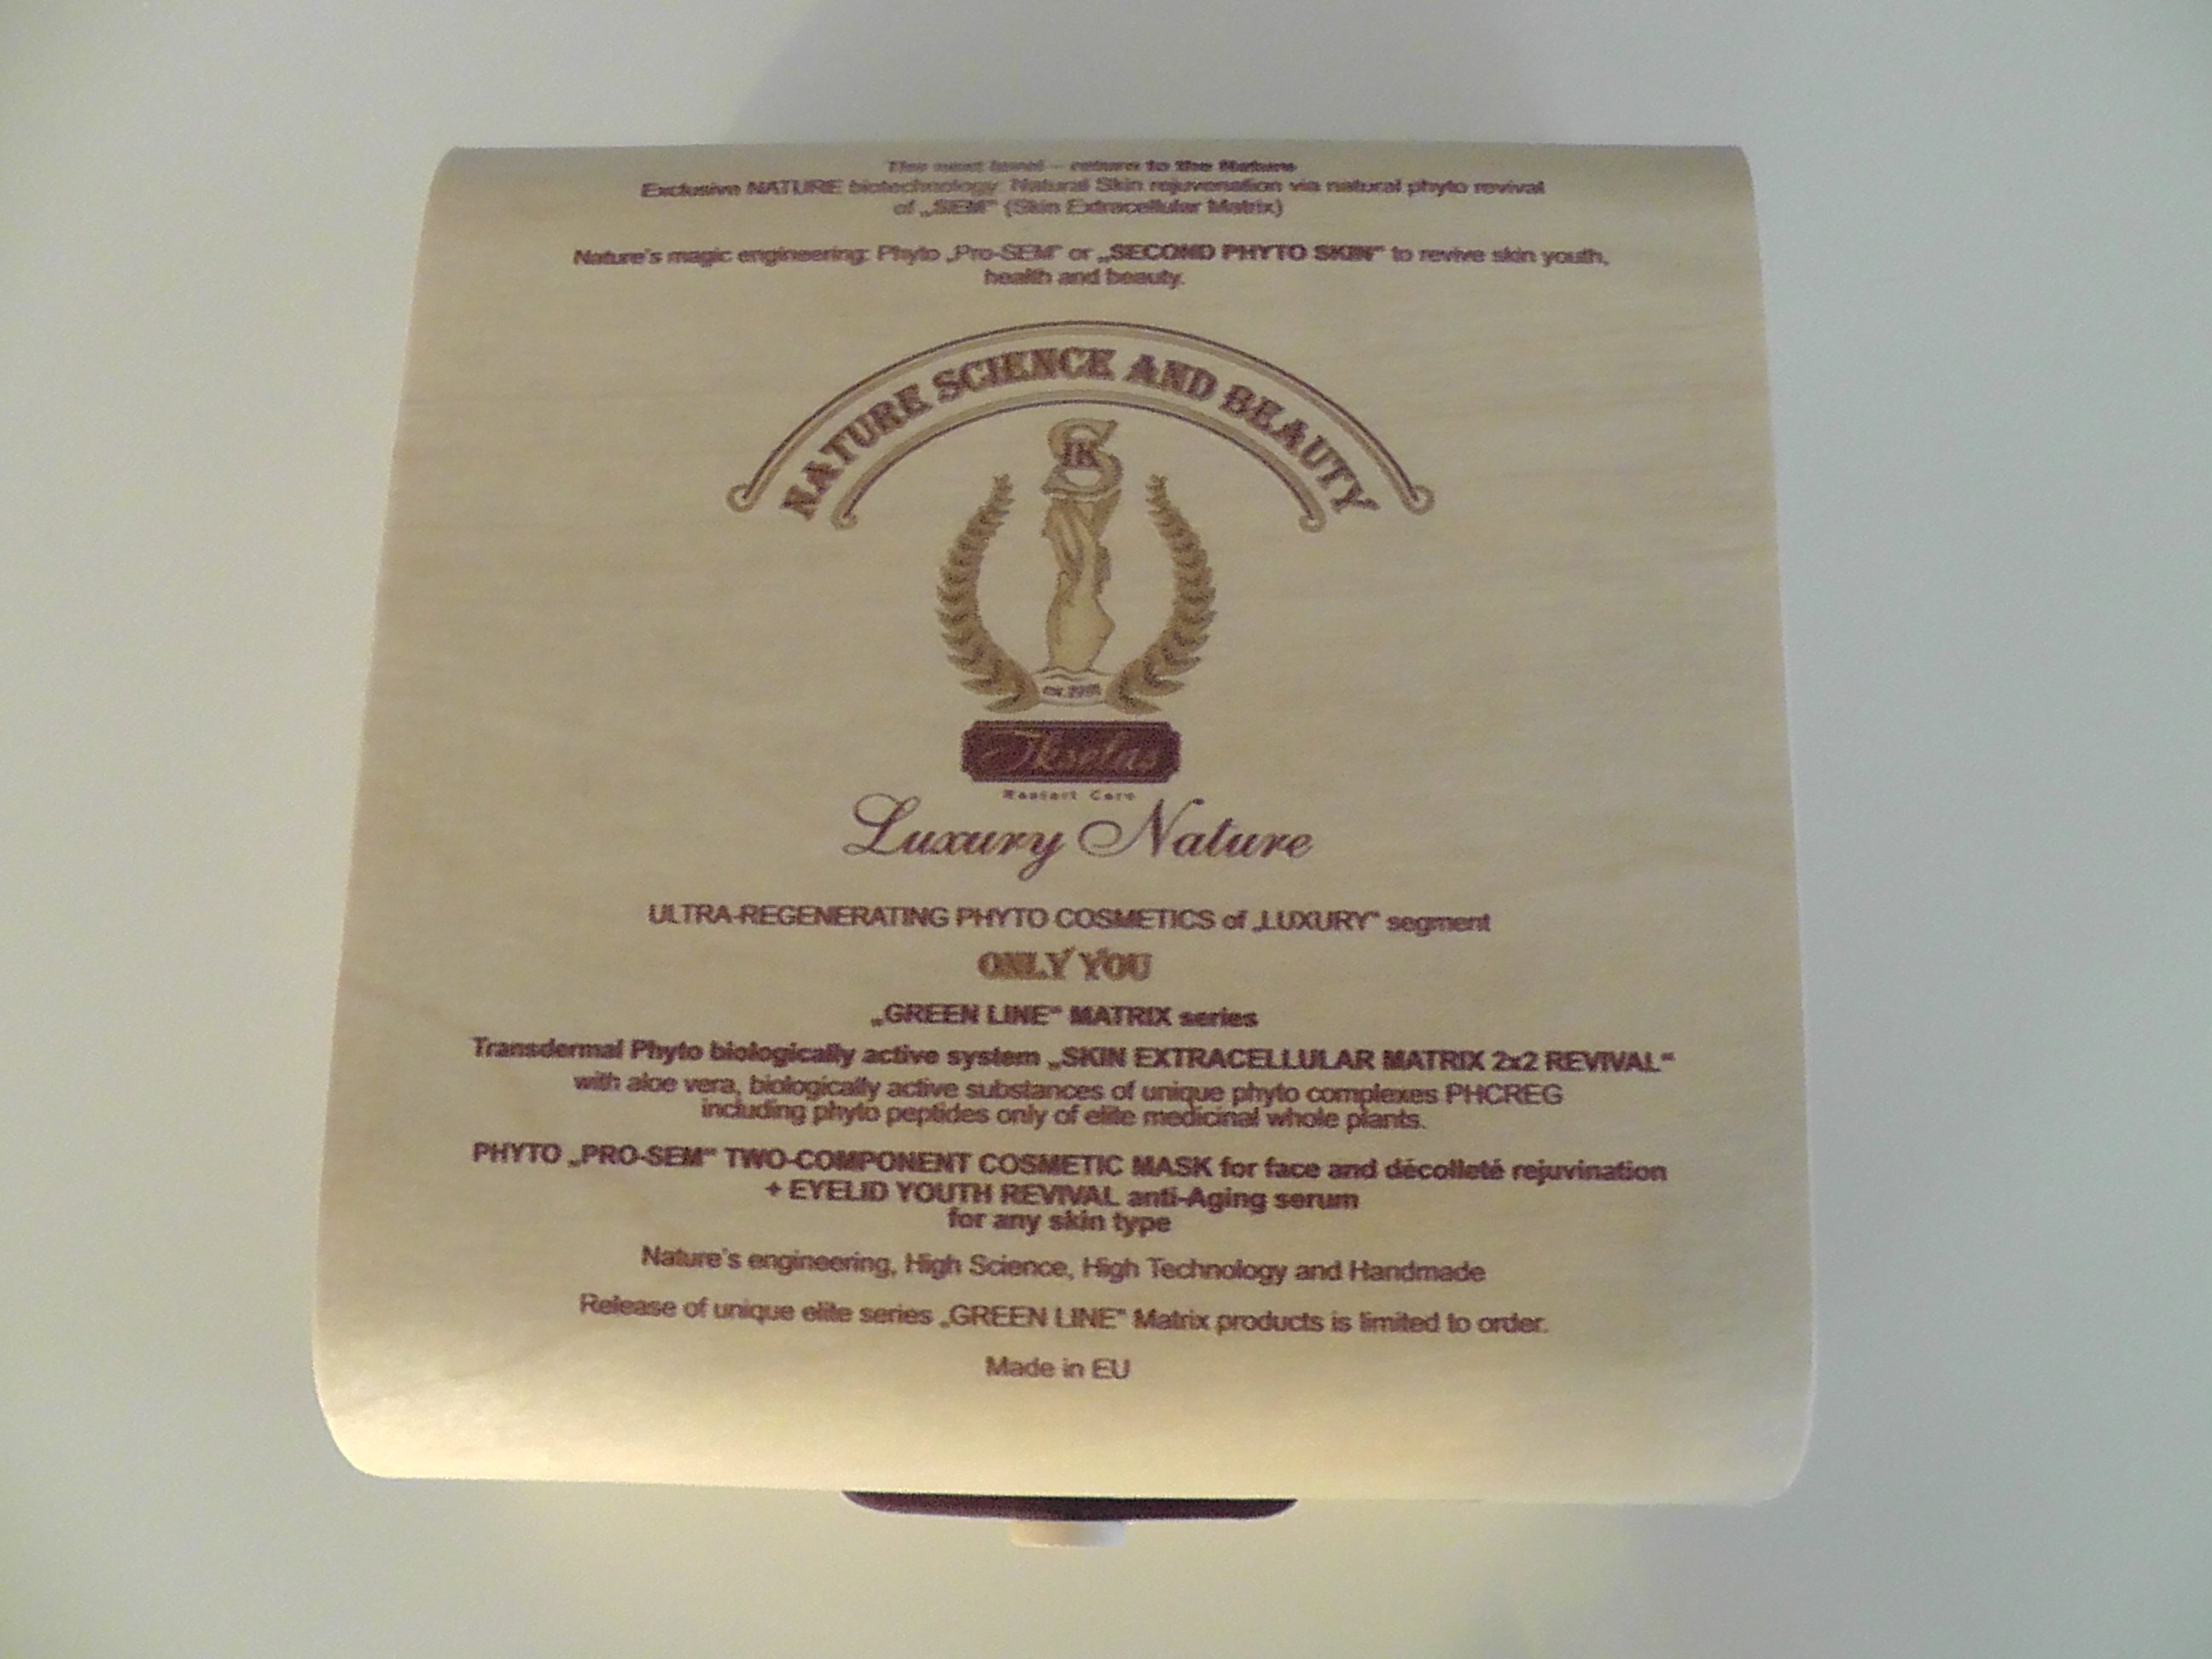 The next level – return to the Nature
Exclusive NATURE biotechnology: Natural Skin rejuvenation via natural phyto revival
of „SEM“ (Skin Extracellular Matrix)
Nature's magic engineering: Phyto „Pro-SEM“ or „SECOND PHYTO SKIN“ to revive skin youth,
health and beauty.
NATURE SCIENCE AND BEAUTY
S
IK
Ikselas
Restart Care
Luxury Nature
ULTRA-REGENERATING PHYTO COSMETICS of „LUXURY“ segment
ONLY YOU
„GREEN LINE“ MATRIX series
Transdermal Phyto biologically active system „SKIN EXTRACELLULAR MATRIX 2x2 REVIVAL“
with aloe vera, biologically active substances of unique phyto complexes PHCREG
including phyto peptides only of elite medicinal whole plants.
PHYTO „PRO-SEM“ TWO-COMPONENT COSMETIC MASK for face and décolleté rejuvination
+ EYELID YOUTH REVIVAL anti-Aging serum
for any skin type
Nature's engineering, High Science, High Technology and Handmade
Release of unique elite series „GREEN LINE“ Matrix products is limited to order.
Made in EU